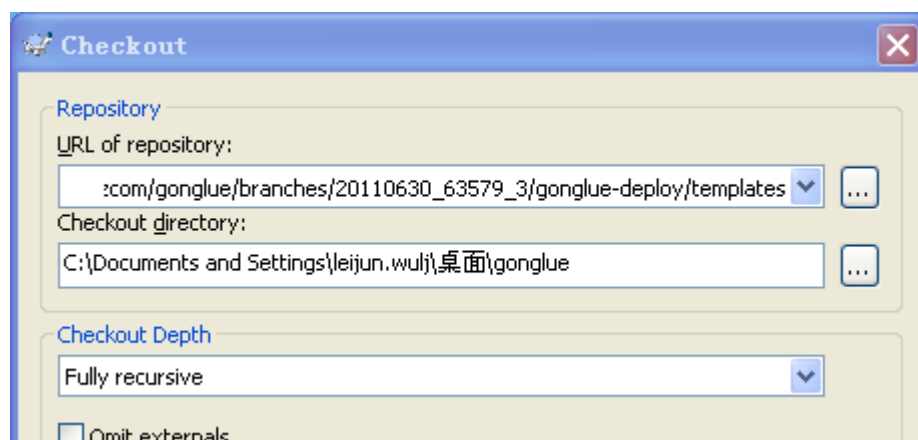 Checkout
Repository
URL of repository:
com/gonglue/branches/20110630_63579_3/gonglue-deploy/templates
...
Checkout directory:
C:\Documents and Settings\leijun.wulj\桌面\gonglue
...
Checkout Depth
Fully recursive
Omit externals